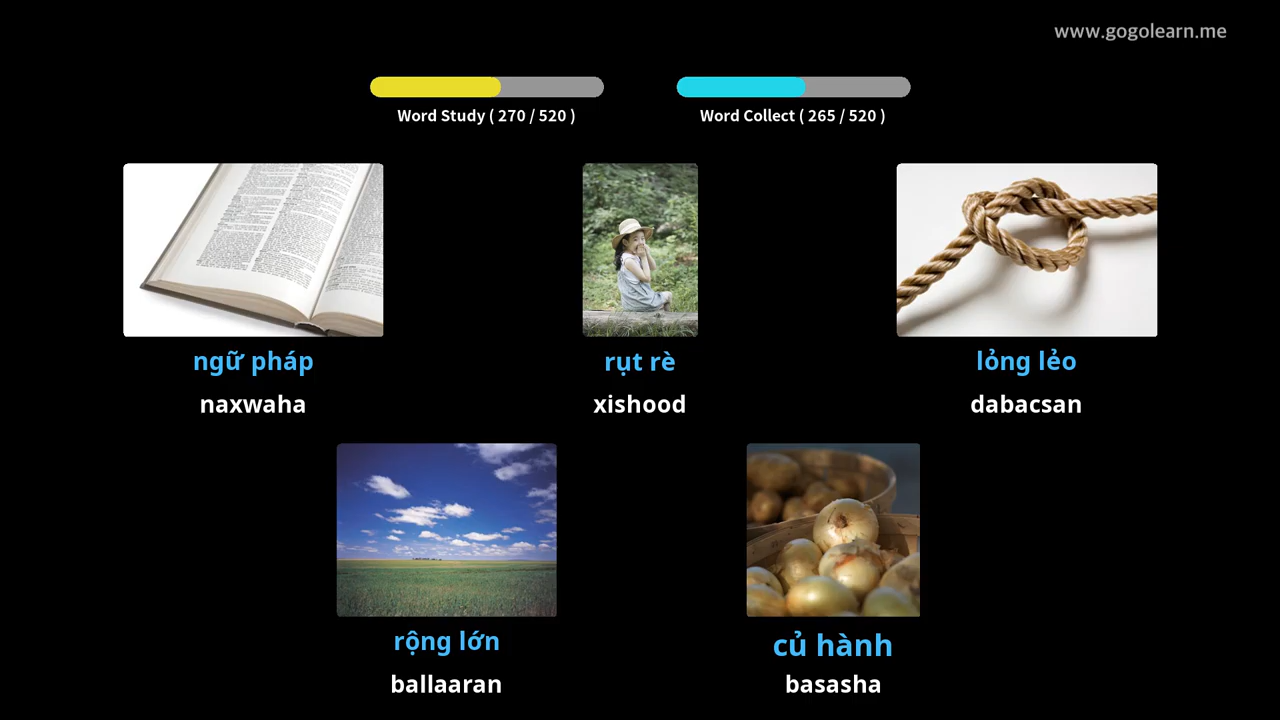 www.gogolearn.me
Word Study ( 270 / 520 )
Word Collect ( 265 / 520 )
ngữ pháp
naxwaha
rụt rè
xishood
lỏng lẻo
dabacsan
rộng lớn
ballaaran
củ hành
basasha